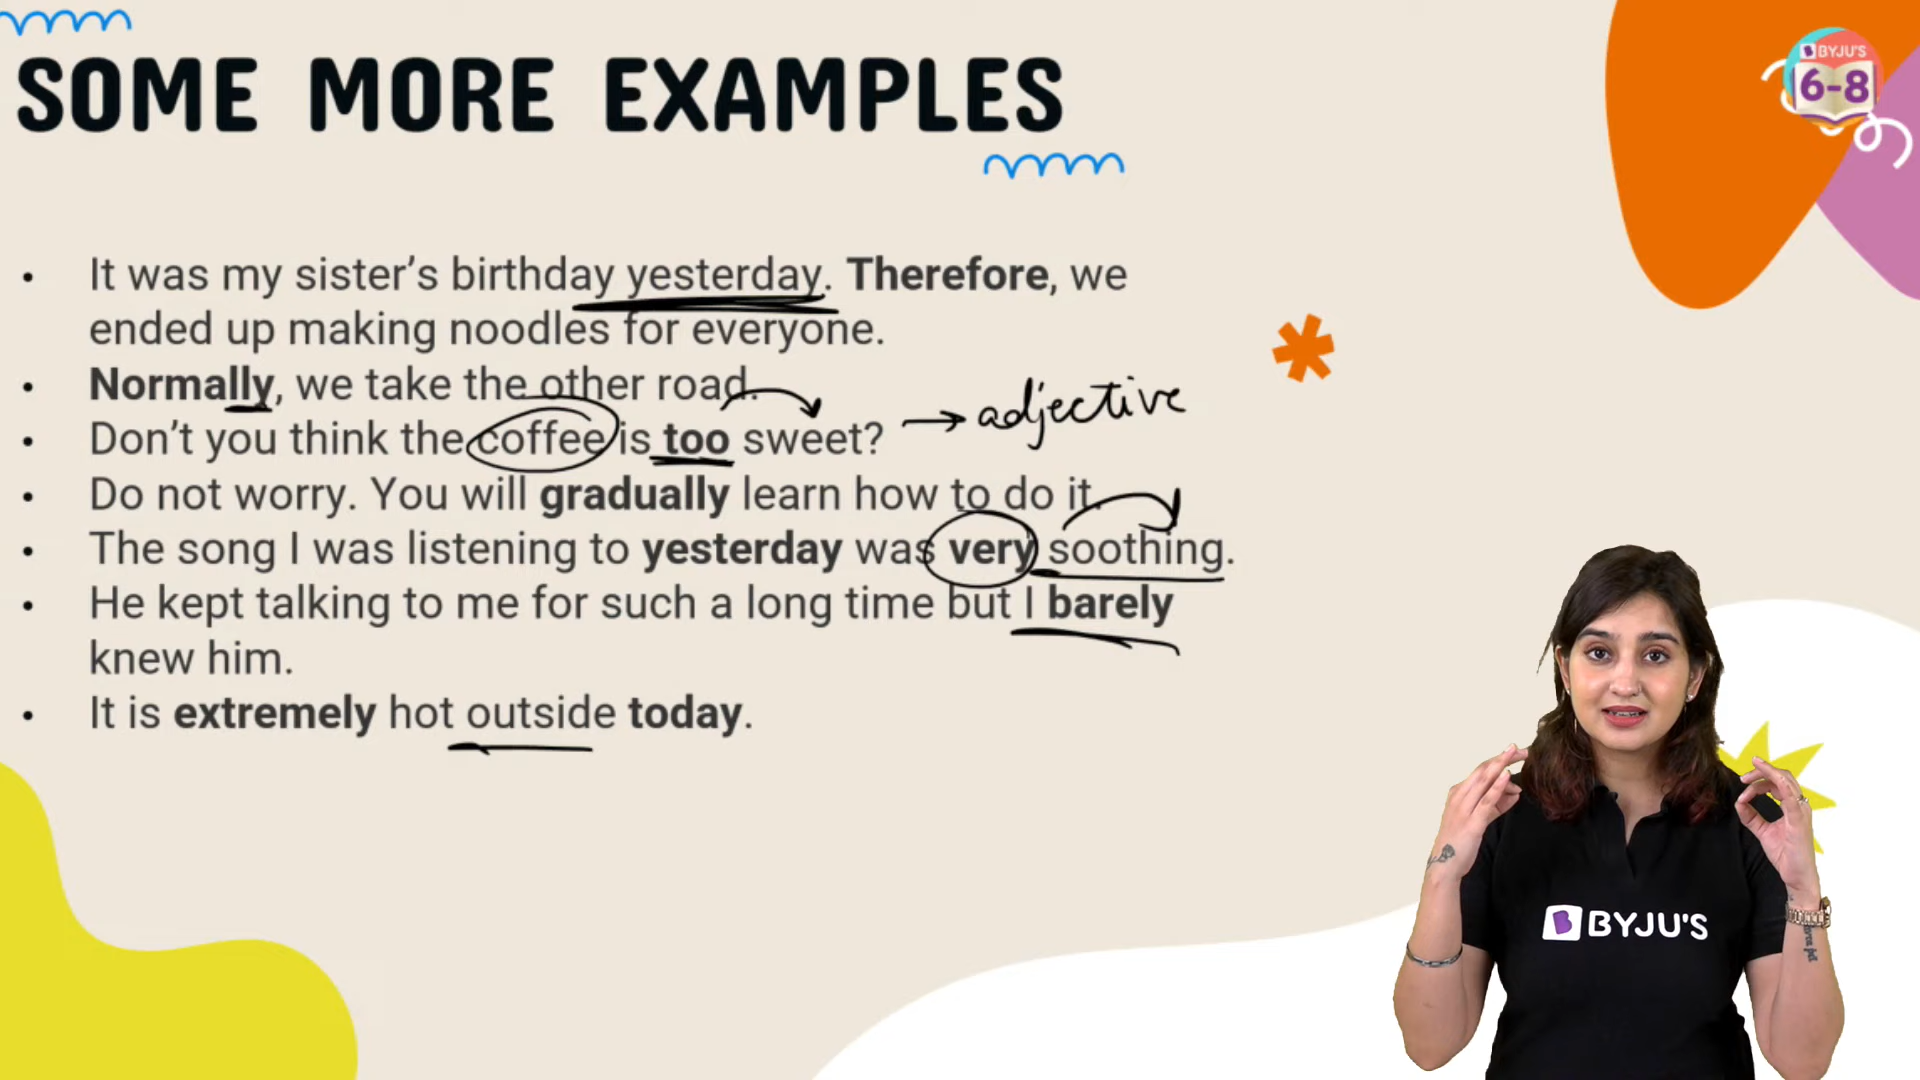 BYJU'S
6-8
SOME MORE EXAMPLES
• It was my sister’s birthday yesterday. Therefore, we
ended up making noodles for everyone.
• Normally, we take the other road.
• Don’t you think the coffee is too sweet? → adjective
• Do not worry. You will gradually learn how to do it.
• The song I was listening to yesterday was very soothing.
• He kept talking to me for such a long time but I barely
knew him.
• It is extremely hot outside today.
B BYJU'S